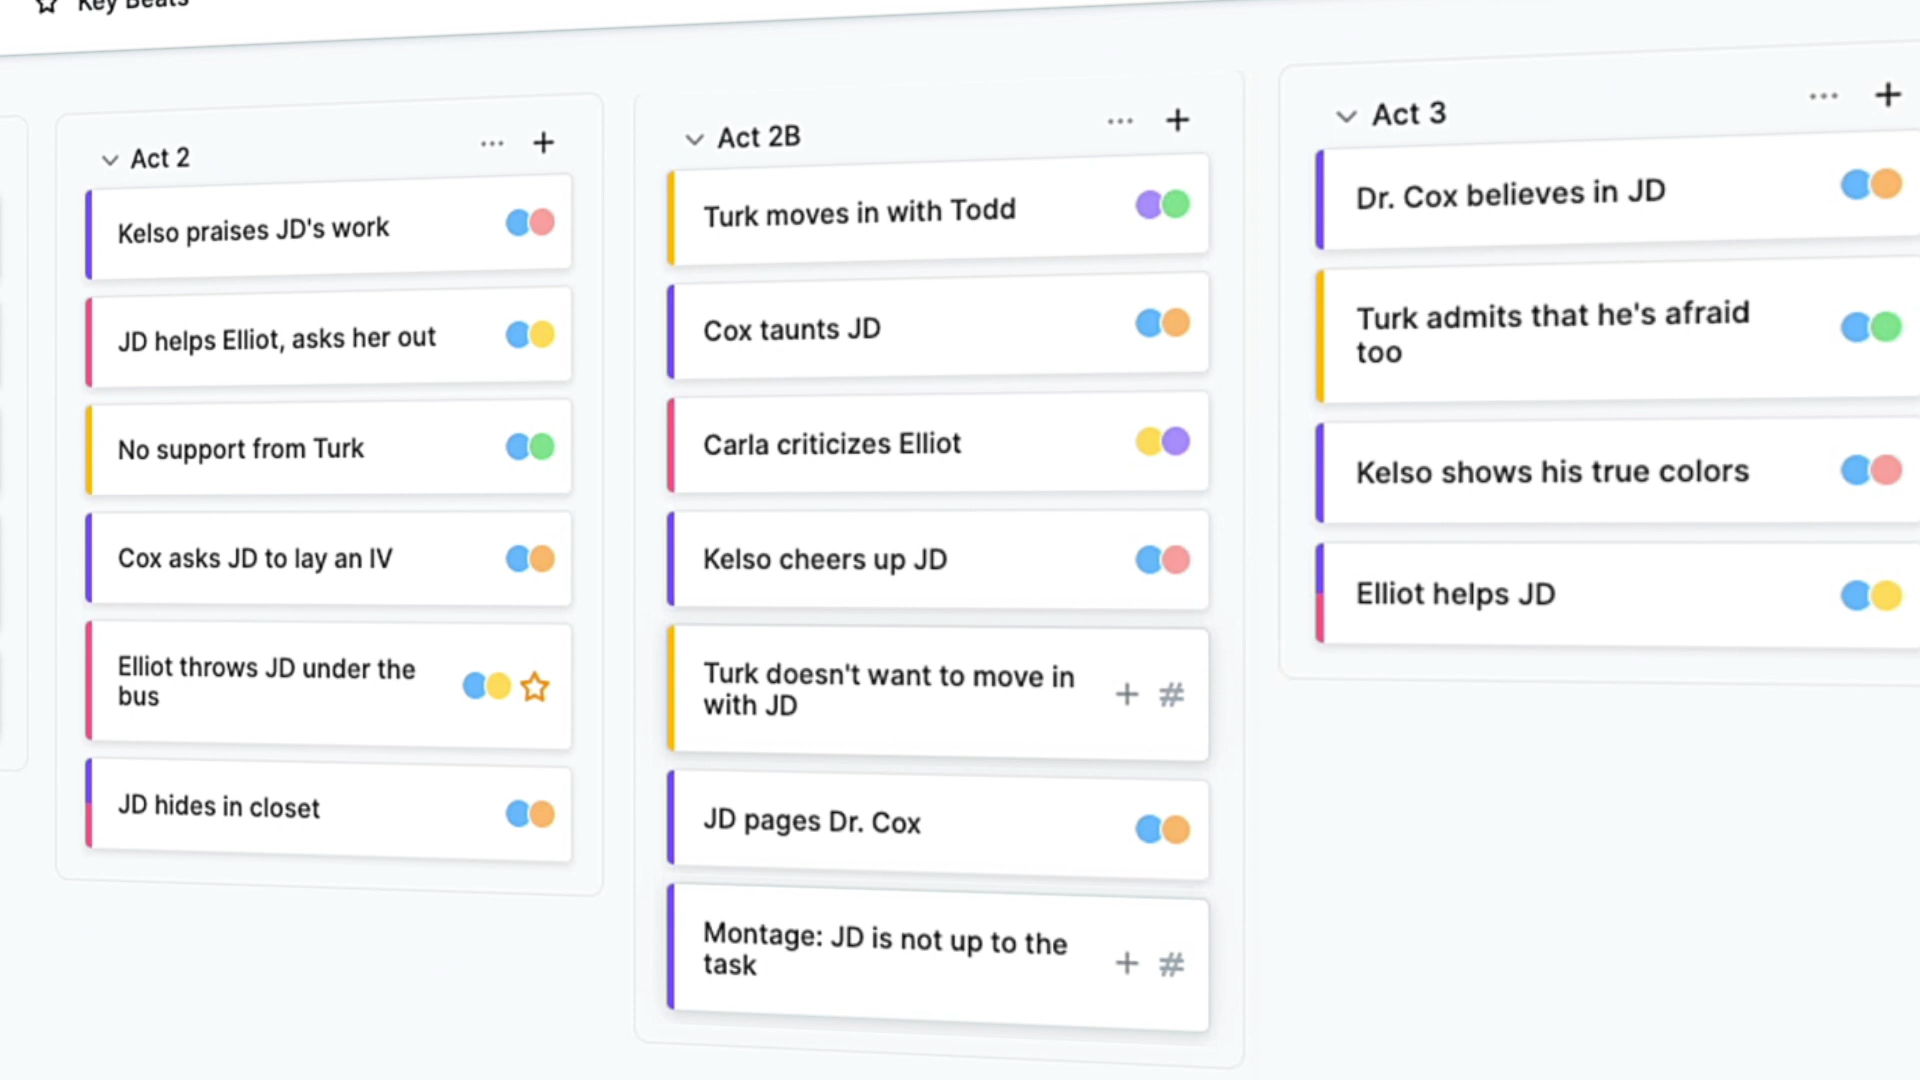 Key Beats
Act 2
Kelso praises JD's work
JD helps Elliot, asks her out
No support from Turk
Cox asks JD to lay an IV
Elliot throws JD under the
bus
JD hides in closet
Act 2B
Turk moves in with Todd
Cox taunts JD
Carla criticizes Elliot
Kelso cheers up JD
Turk doesn't want to move in
with JD
JD pages Dr. Cox
Montage: JD is not up to the
task
Act 3
Dr. Cox believes in JD
Turk admits that he's afraid
too
Kelso shows his true colors
Elliot helps JD